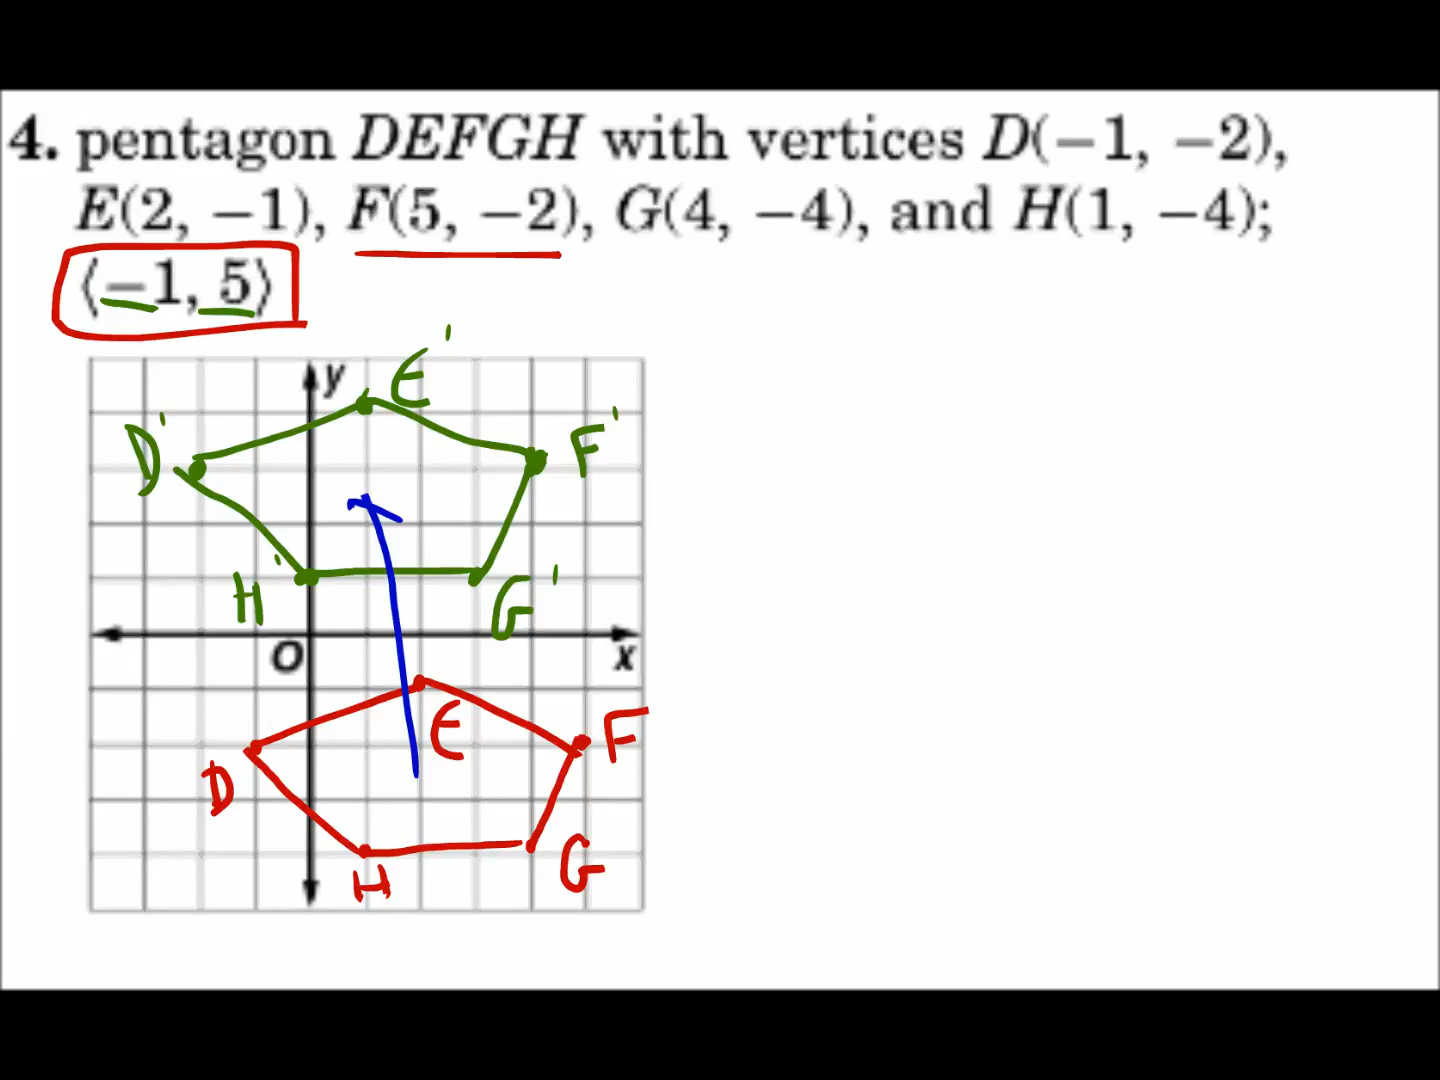 4. pentagon DEFGH with vertices D(−1, −2),
E(2, −1), F(5, −2), G(4, −4), and H(1, −4);
⟨−1, 5⟩
y
E'
D'
F'
H'
G'
O
x
E
F
D
G
H